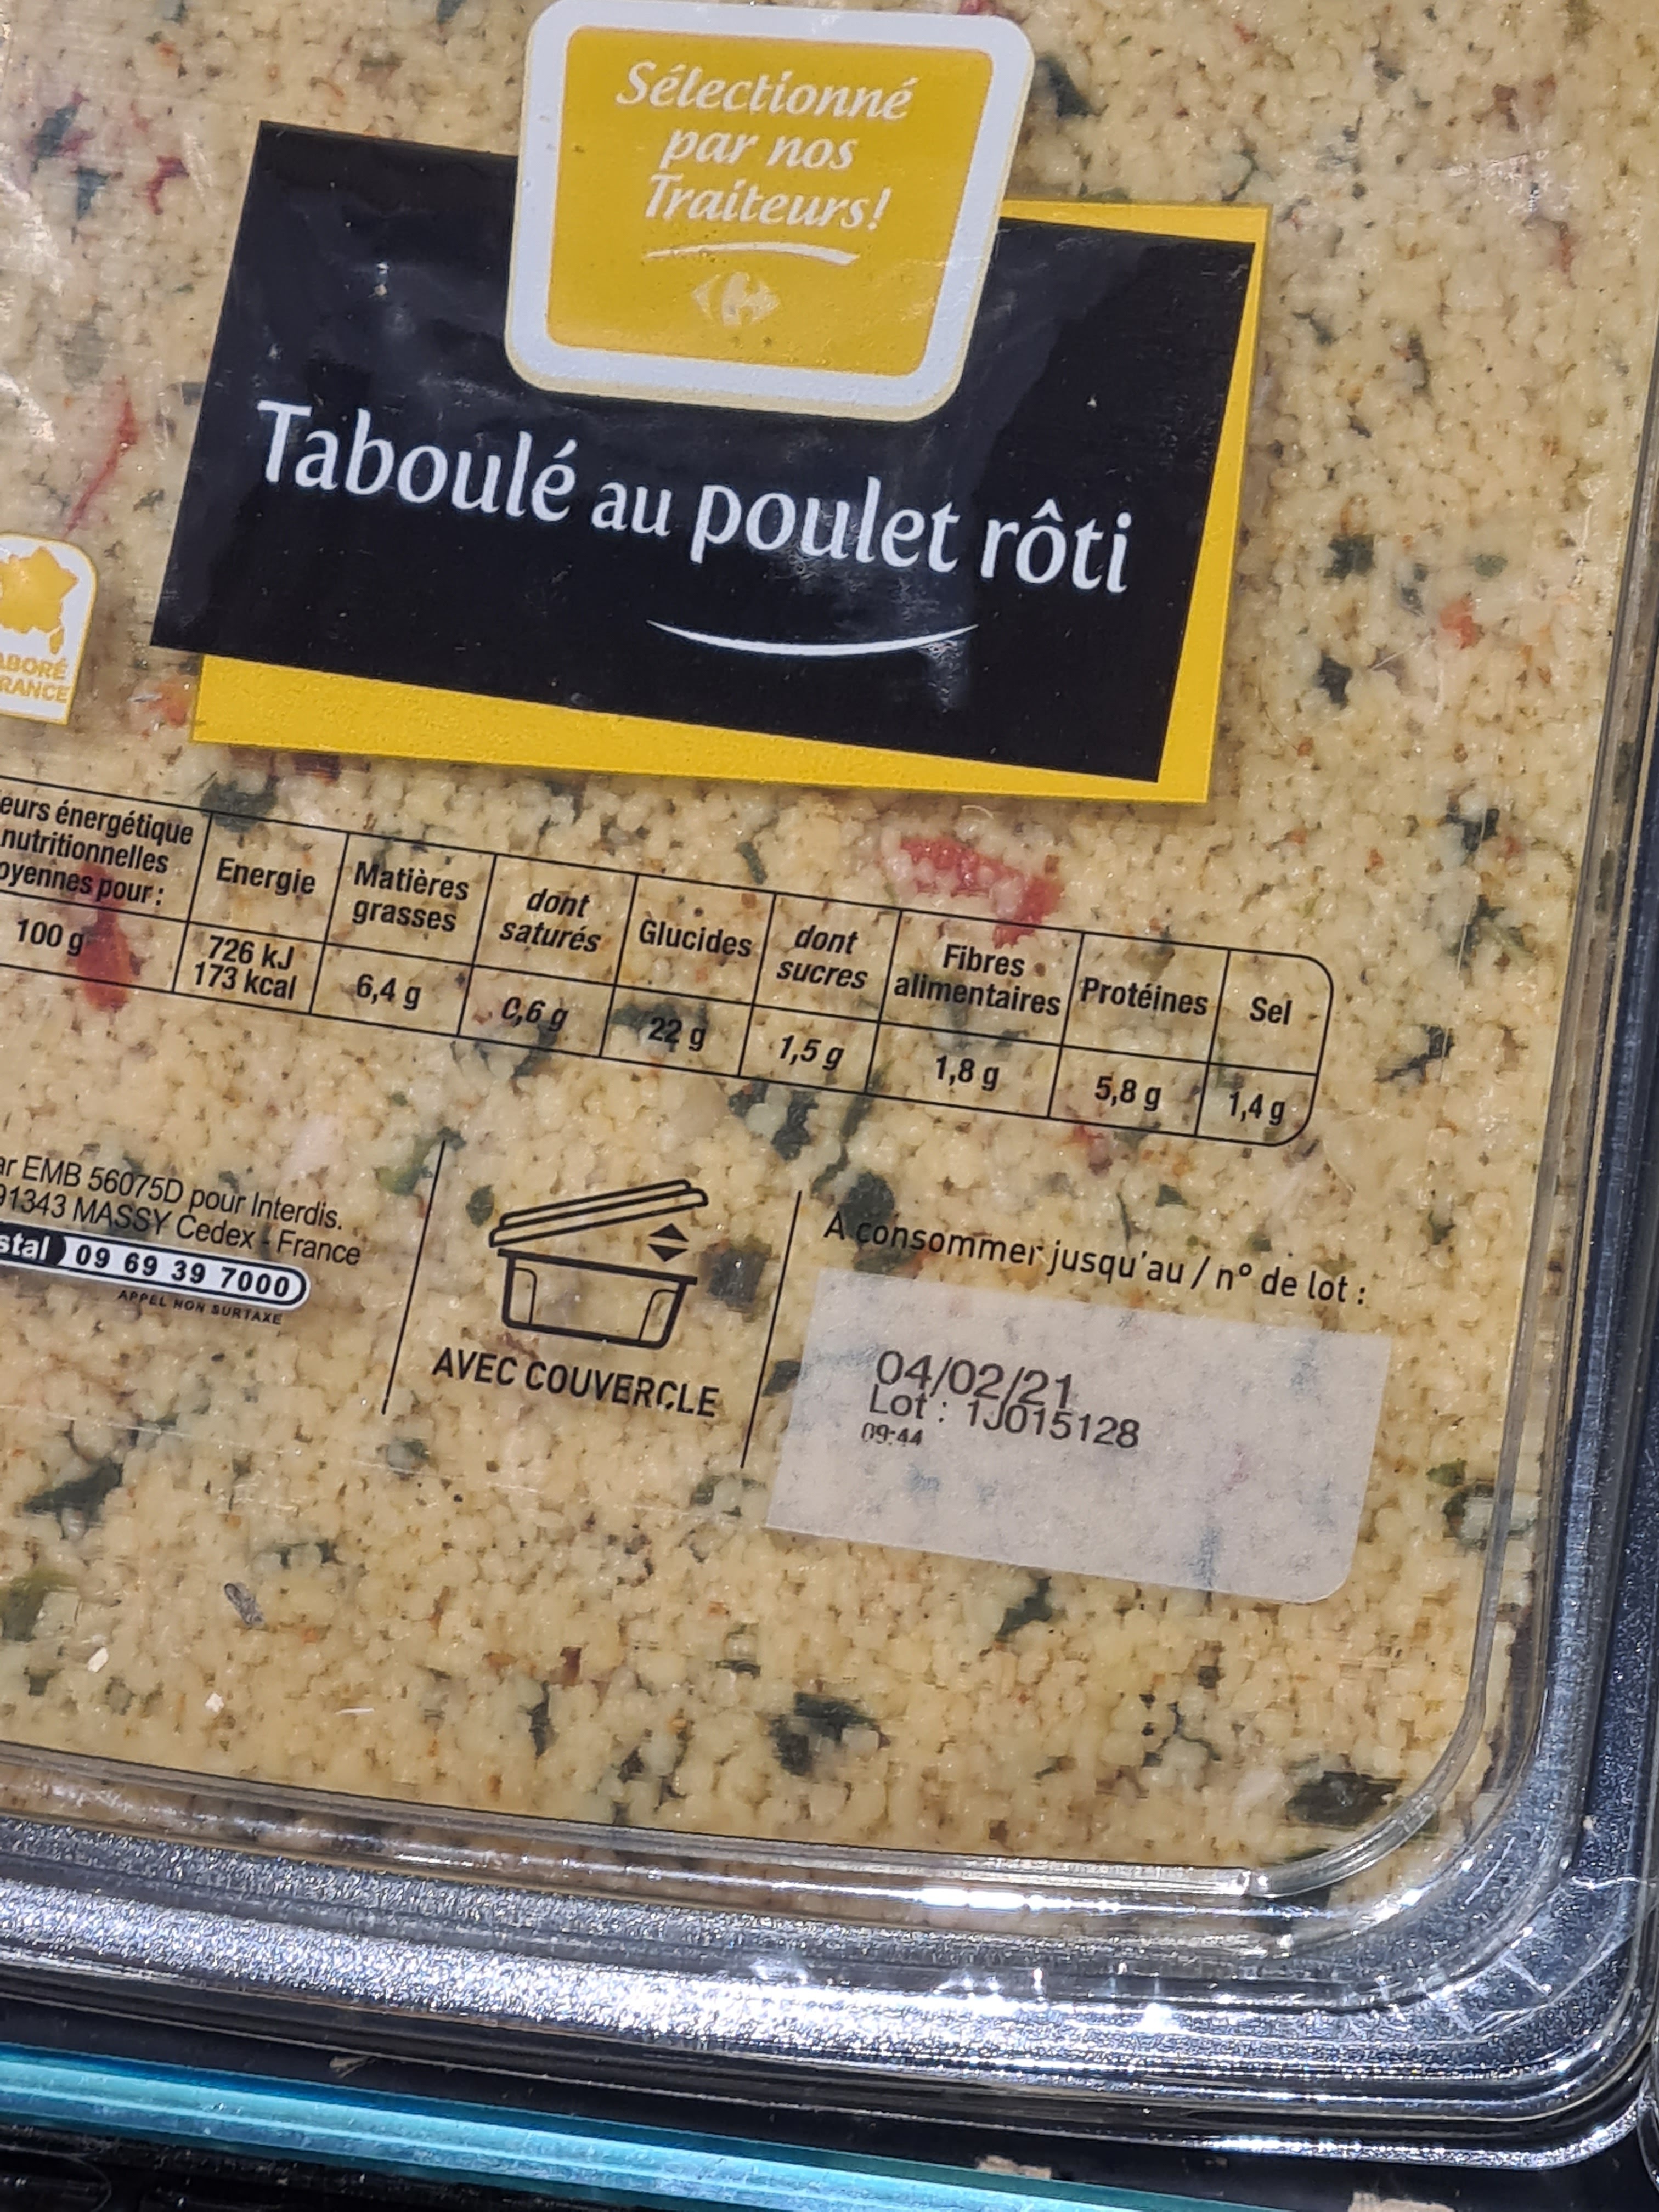 Sélectionné
par nos
Traiteurs!
Taboulé au poulet rôti
ABORÉ
RANCE
eurs énergétique
nutritionnelles
oyennes pour :
Energie
Matières
grasses
dont
saturés
Glucides
dont
sucres
Fibres
alimentaires
Protéines
Sel
100 g
726 kJ
173 kcal
6,4 g
0,6 g
22 g
1,5 g
1,8 g
5,8 g
1,4 g
ar EMB 56075D pour Interdis.
91343 MASSY Cedex - France
stal 09 69 39 7000
APPEL NON SURTAXE
AVEC COUVERCLE
A consommer jusqu'au / n° de lot :
04/02/21
Lot : 1J015128
09:44